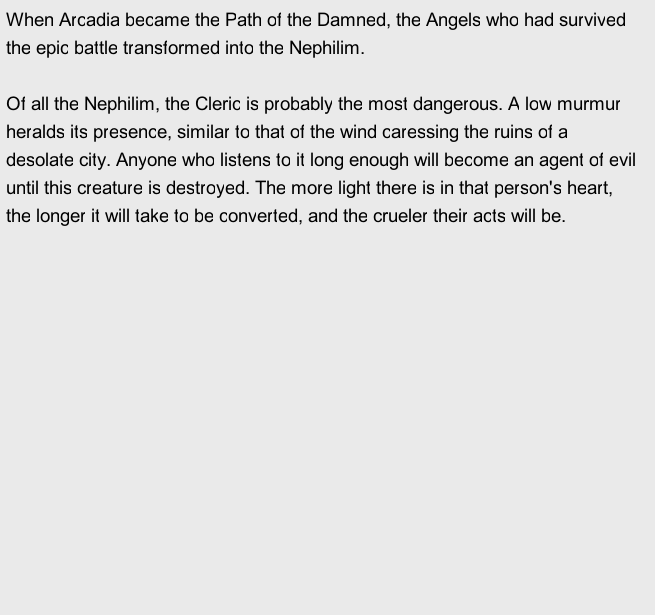 When Arcadia became the Path of the Damned, the Angels who had survived
the epic battle transformed into the Nephilim.
Of all the Nephilim, the Cleric is probably the most dangerous. A low murmur
heralds its presence, similar to that of the wind caressing the ruins of a
desolate city. Anyone who listens to it long enough will become an agent of evil
until this creature is destroyed. The more light there is in that person's heart,
the longer it will take to be converted, and the crueler their acts will be.